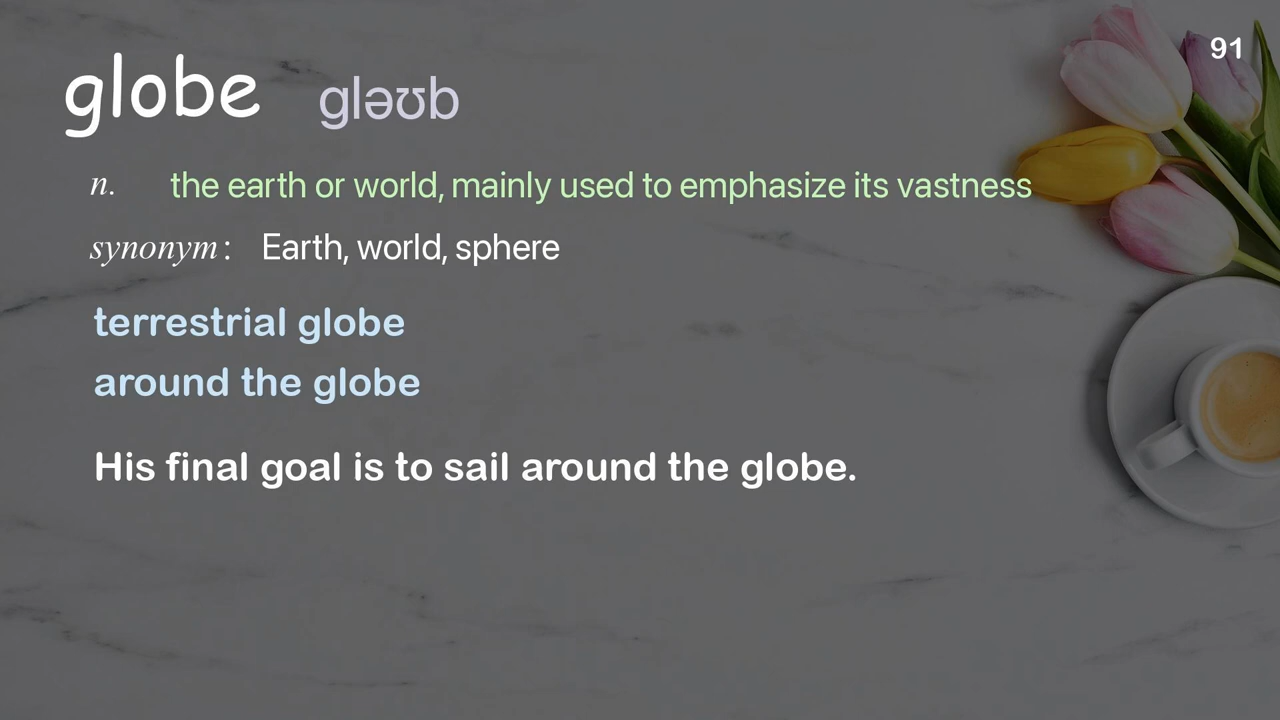 91
globe gləʊb
n. the earth or world, mainly used to emphasize its vastness
synonym: Earth, world, sphere
terrestrial globe
around the globe
His final goal is to sail around the globe.